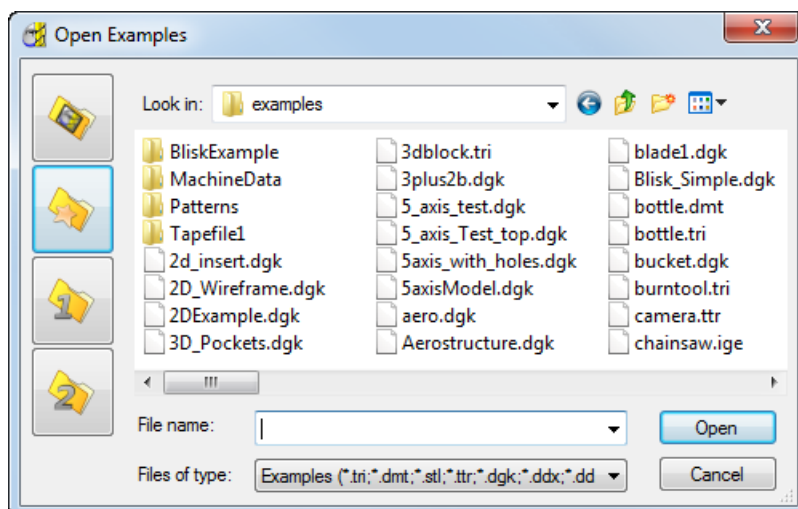 Open Examples
Look in: examples
BliskExample 3dblock.tri blade1.dgk
MachineData 3plus2b.dgk Blisk_Simple.dgk
Patterns 5_axis_test.dgk bottle.dmt
Tapefile1 5_axis_Test_top.dgk bottle.tri
2d_insert.dgk 5axis_with_holes.dgk bucket.dgk
2D_Wireframe.dgk 5axisModel.dgk burntool.tri
2DExample.dgk aero.dgk camera.ttr
3D_Pockets.dgk Aerostructure.dgk chainsaw.ige
1
2
File name: Open
Files of type: Examples (*.tri;*.dmt;*.stl;*.ttr;*.dgk;*.ddx;*.dd Cancel